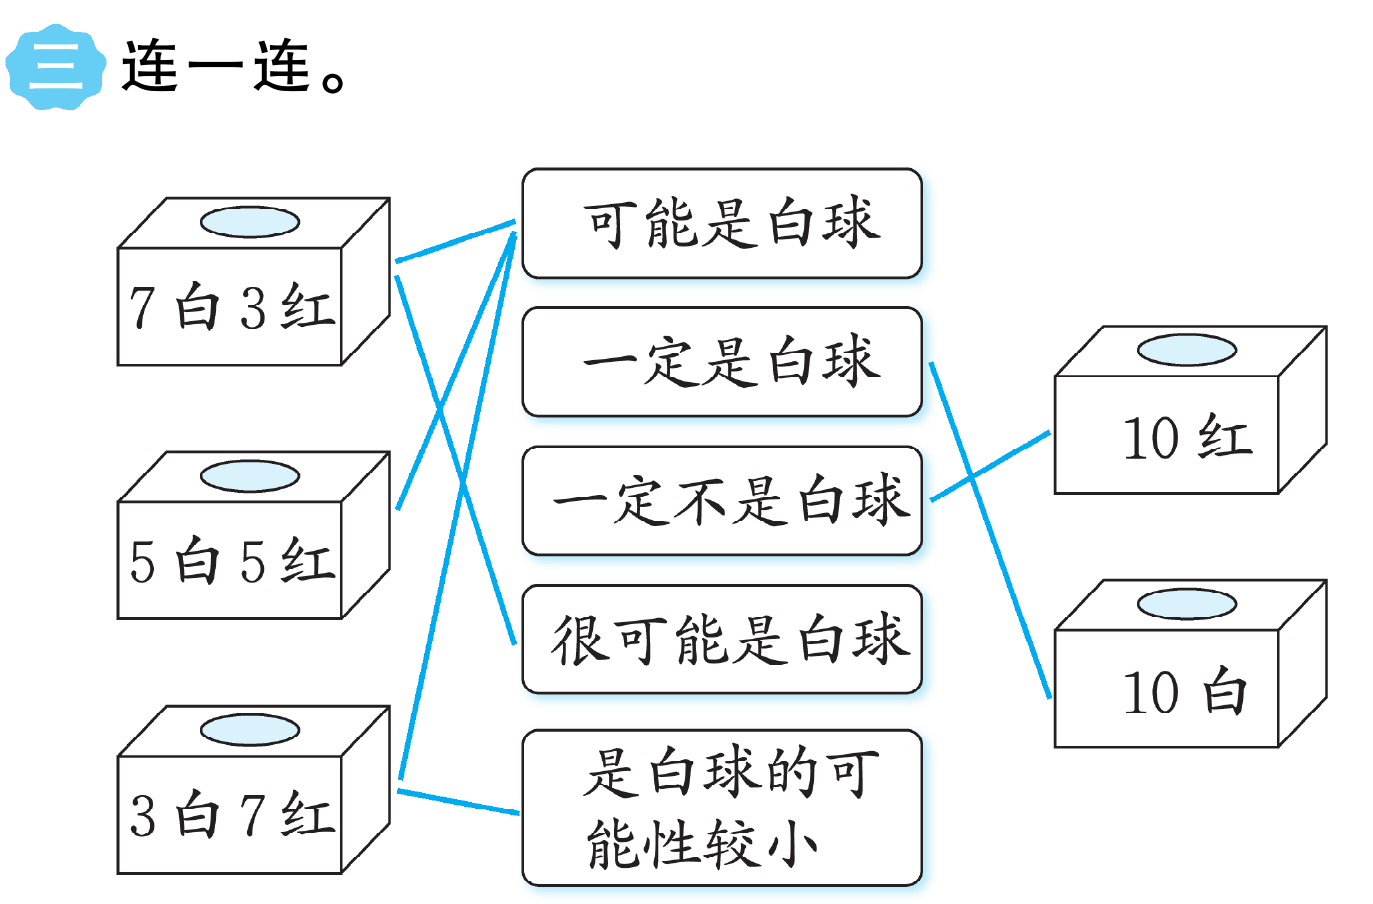 三 连一连。
可能是白球
7白3红
一定是白球
10红
一定不是白球
5白5红
很可能是白球
10白
是白球的可
能性较小
3白7红